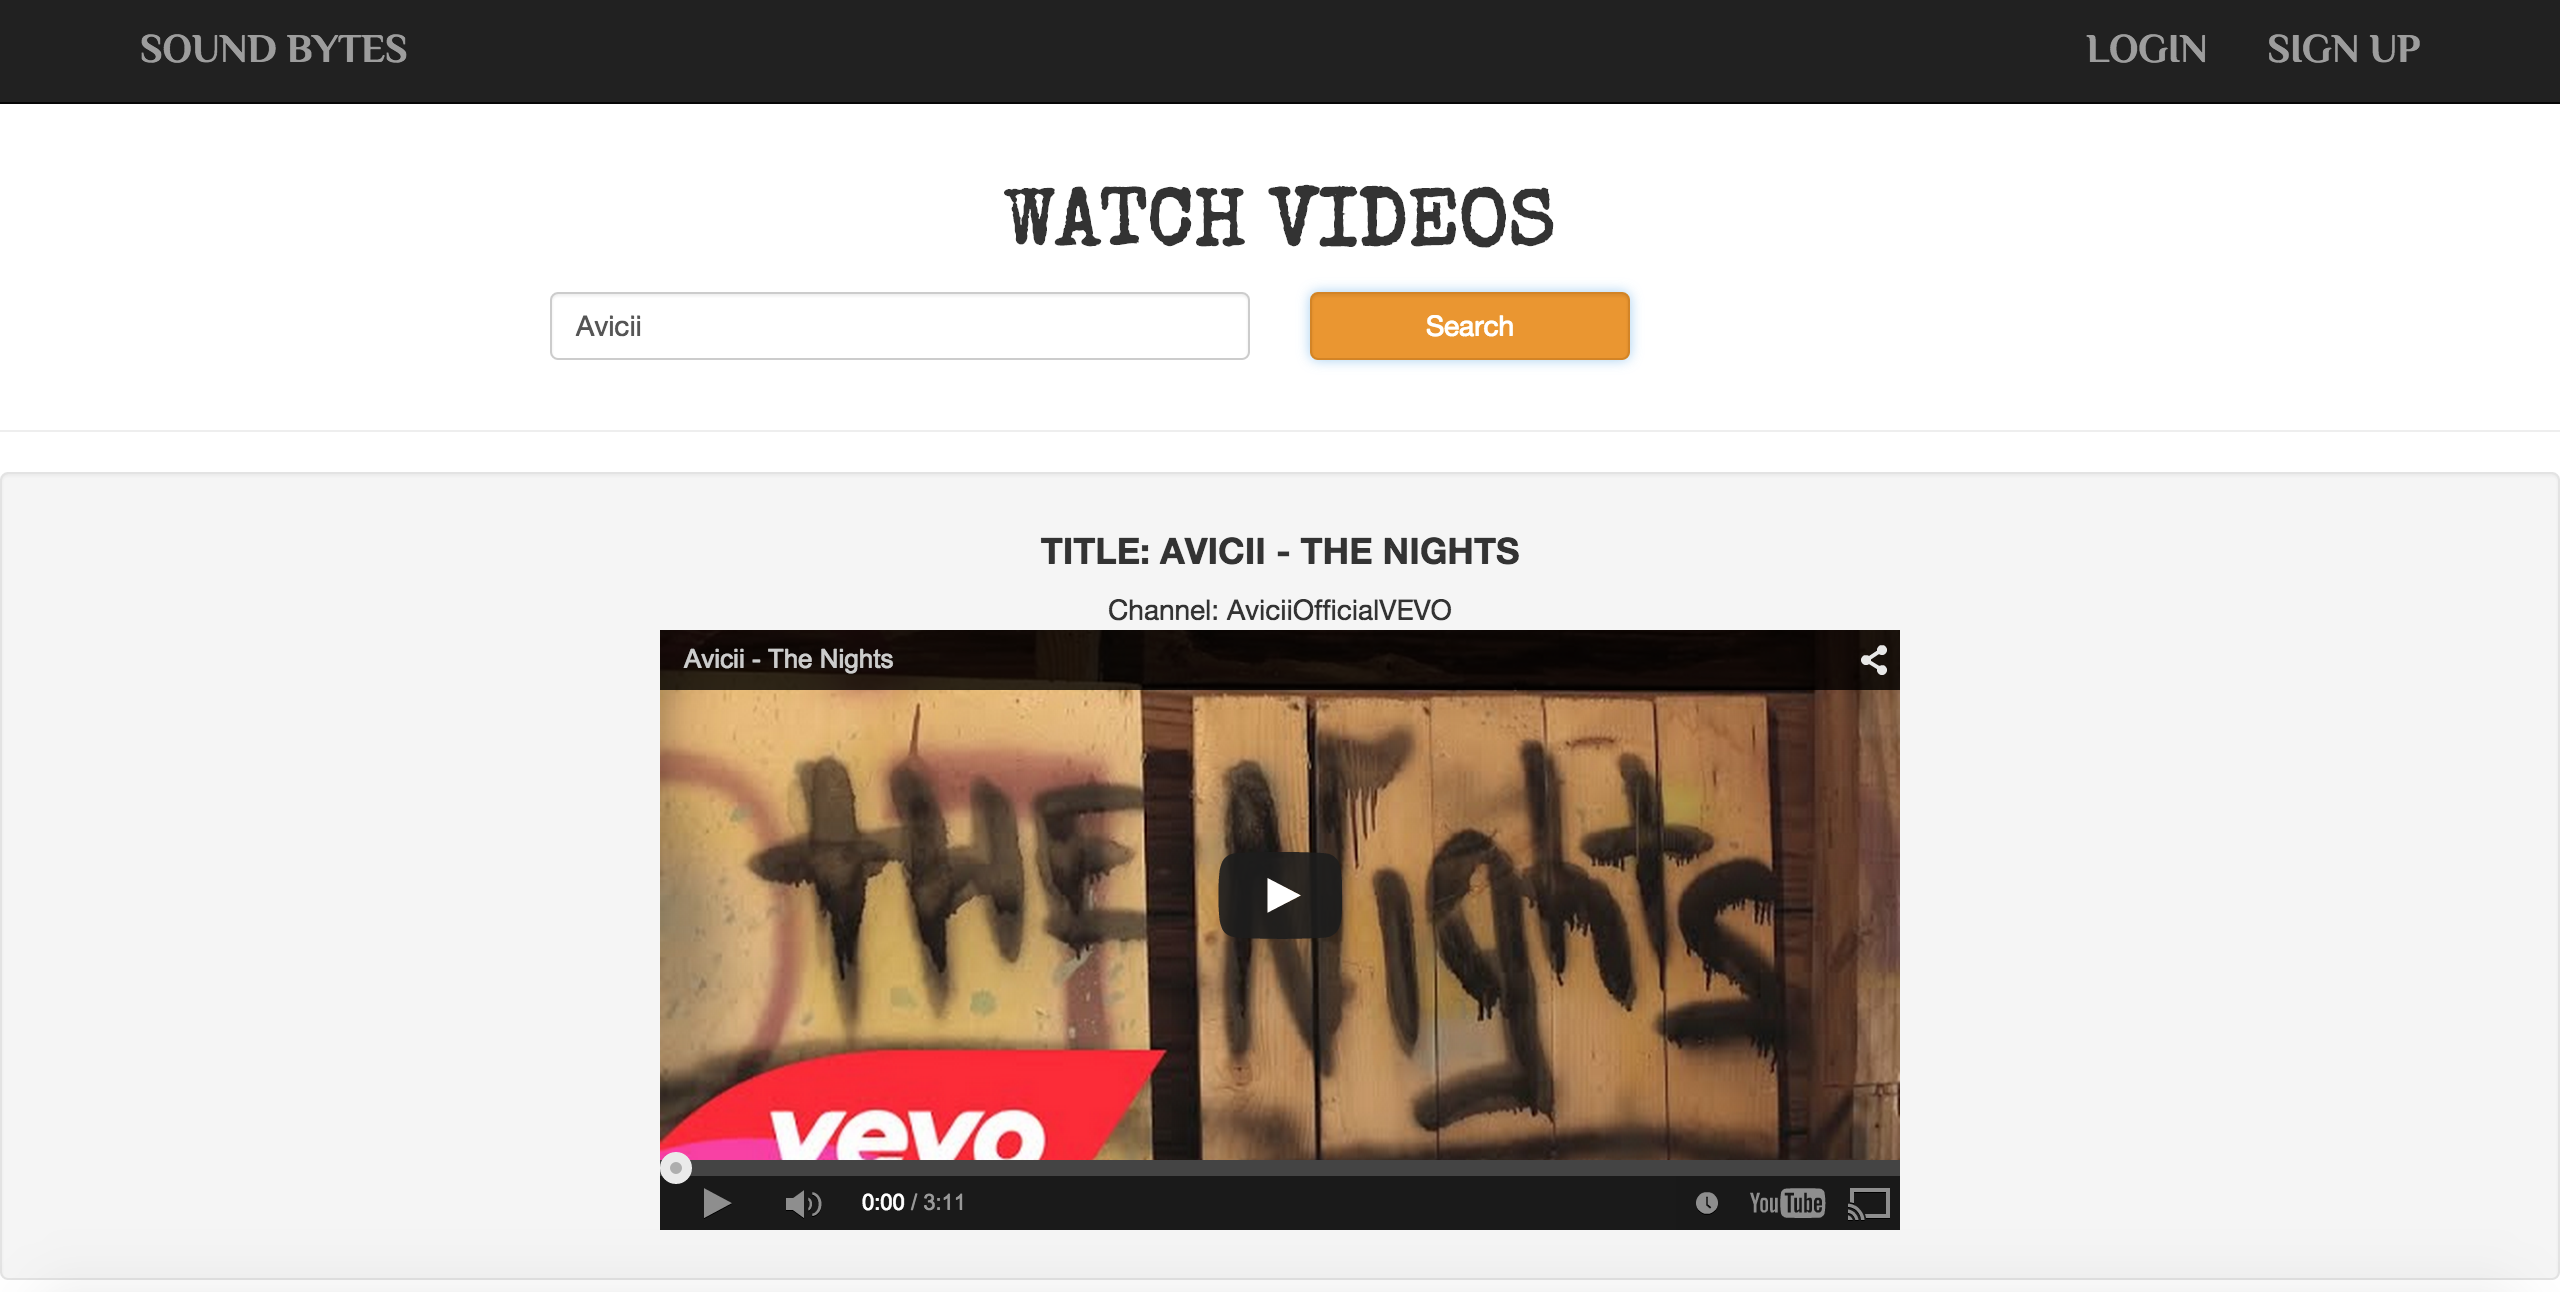 SOUND BYTES LOGIN SIGN UP
WATCH VIDEOS
Avicii Search
TITLE: AVICII - THE NIGHTS
Channel: AviciiOfficialVEVO
Avicii - The Nights
THE Nights
vevo
0:00 / 3:11 YouTube